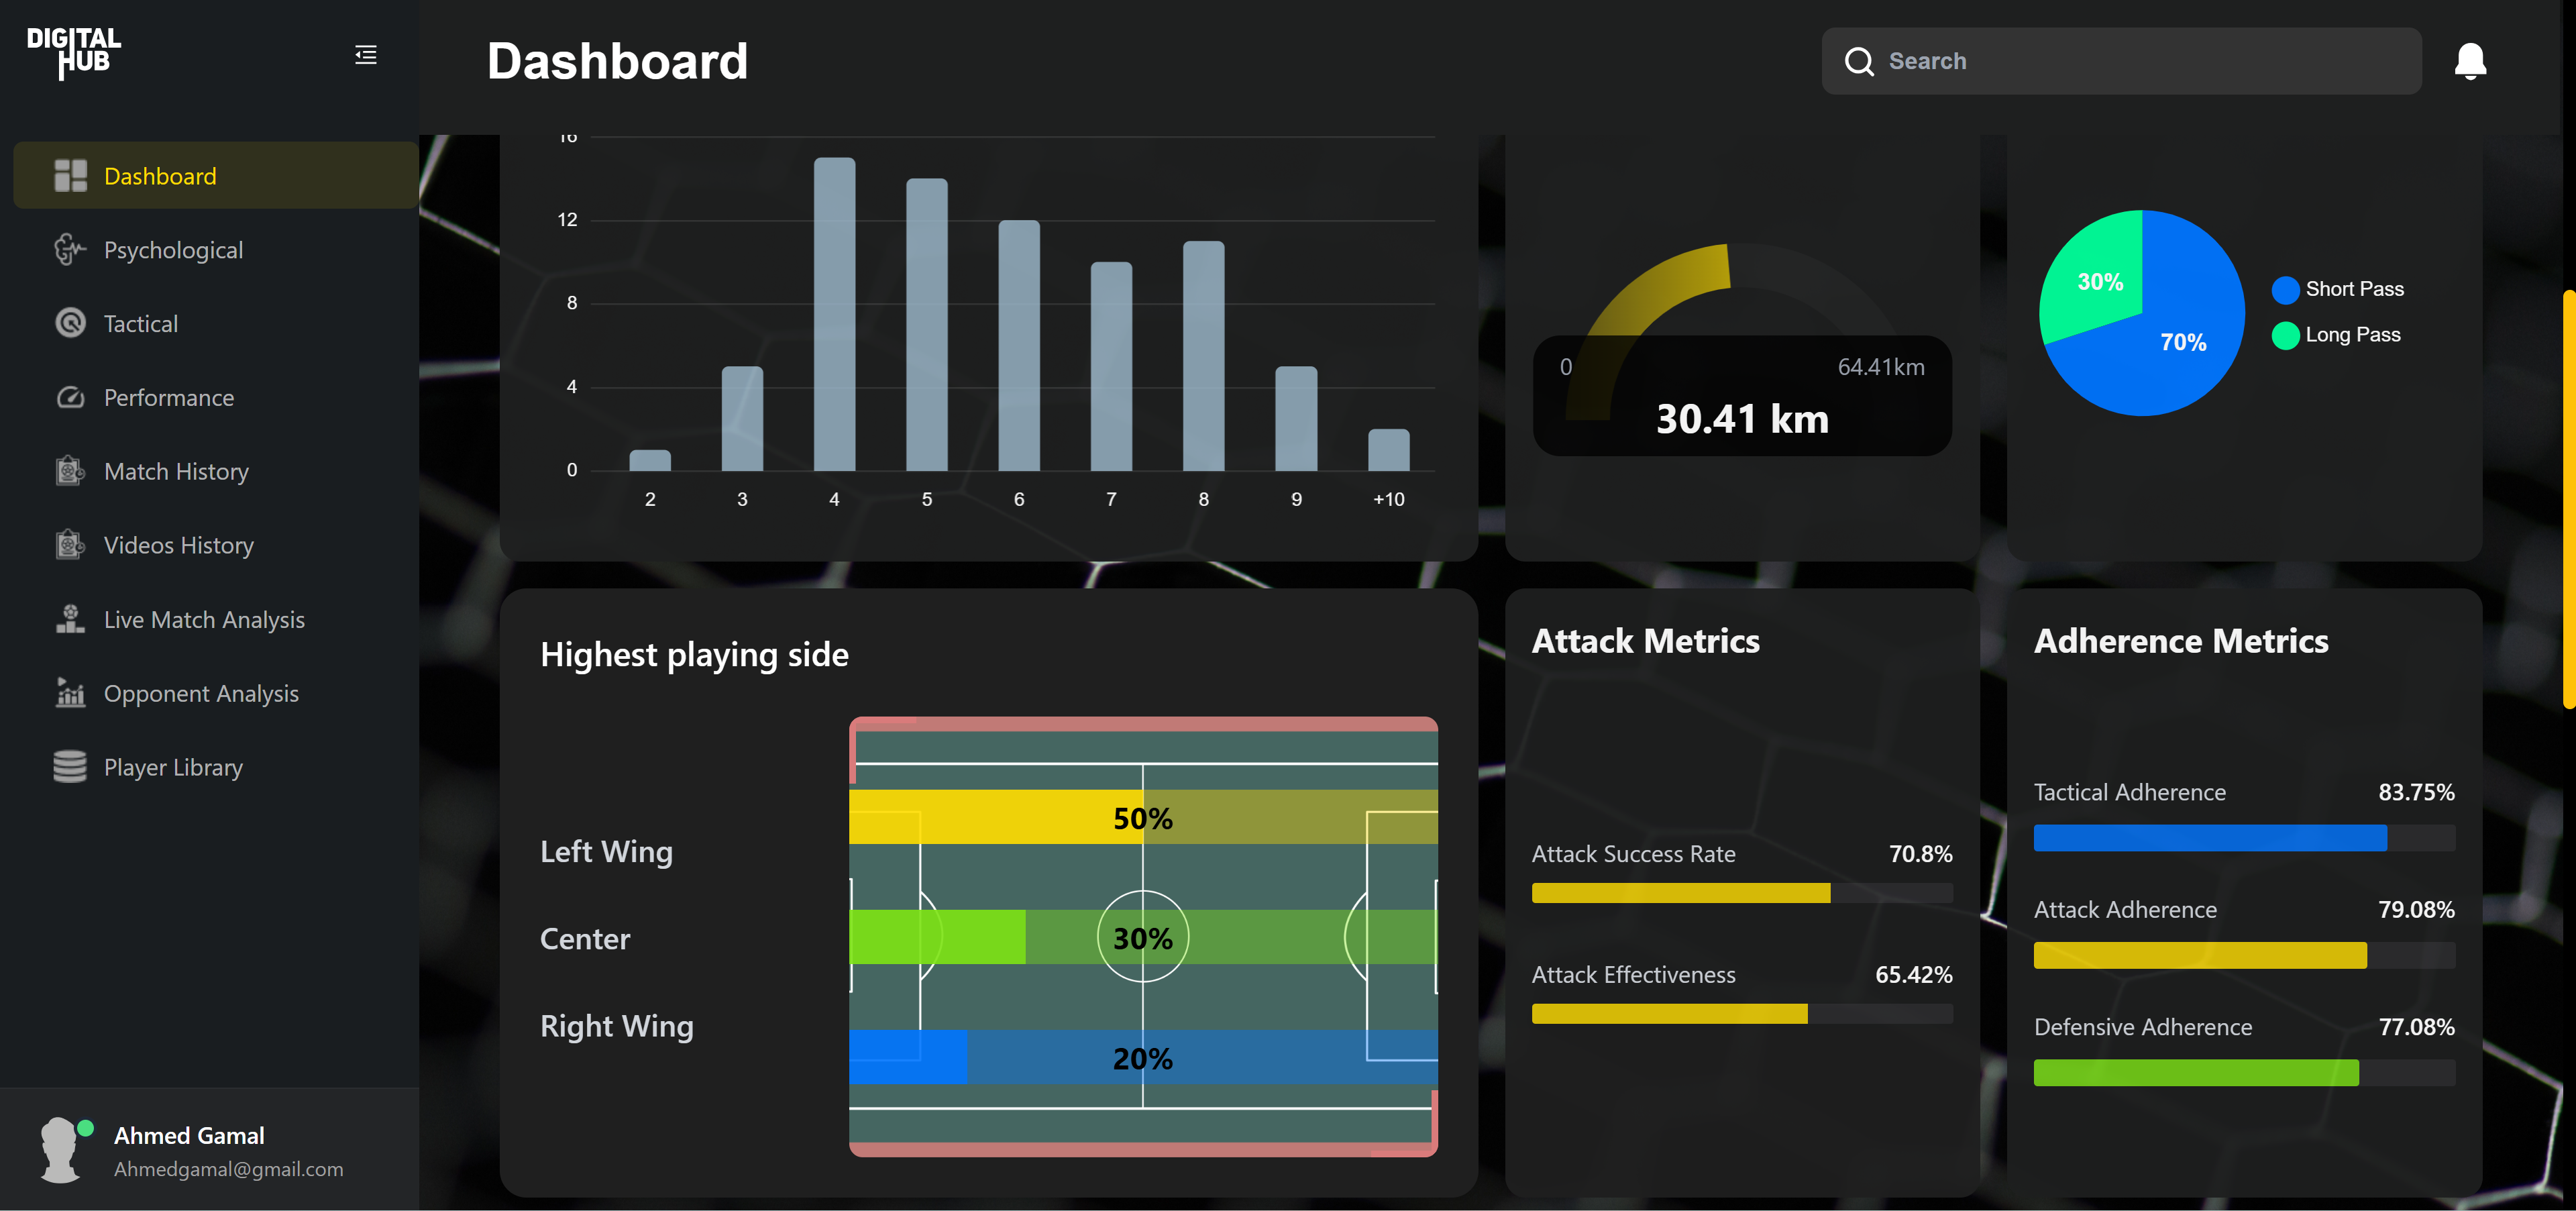 DIGITAL
HUB
Dashboard
Search
Dashboard
Psychological
Tactical
Performance
Match History
Videos History
Live Match Analysis
Opponent Analysis
Player Library
Ahmed Gamal
Ahmedgamal@gmail.com
16
12
8
4
0
2 3 4 5 6 7 8 9 +10
0 64.41km
30.41 km
30%
70%
Short Pass
Long Pass
Highest playing side
Left Wing
Center
Right Wing
50%
30%
20%
Attack Metrics
Attack Success Rate 70.8%
Attack Effectiveness 65.42%
Adherence Metrics
Tactical Adherence 83.75%
Attack Adherence 79.08%
Defensive Adherence 77.08%